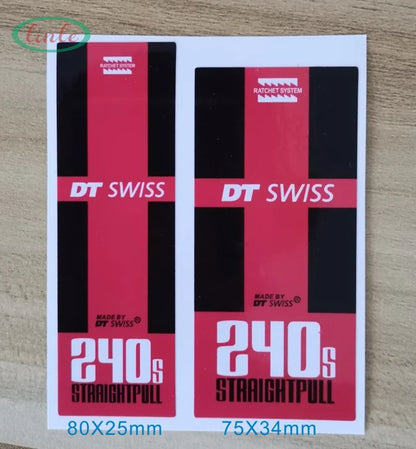 linle
RATCHET SYSTEM
DT SWISS
MADE BY
DT SWISS®
240s
STRAIGHTPULL
80X25mm
RATCHET SYSTEM
DT SWISS
MADE BY
DT SWISS®
240s
STRAIGHTPULL
75X34mm